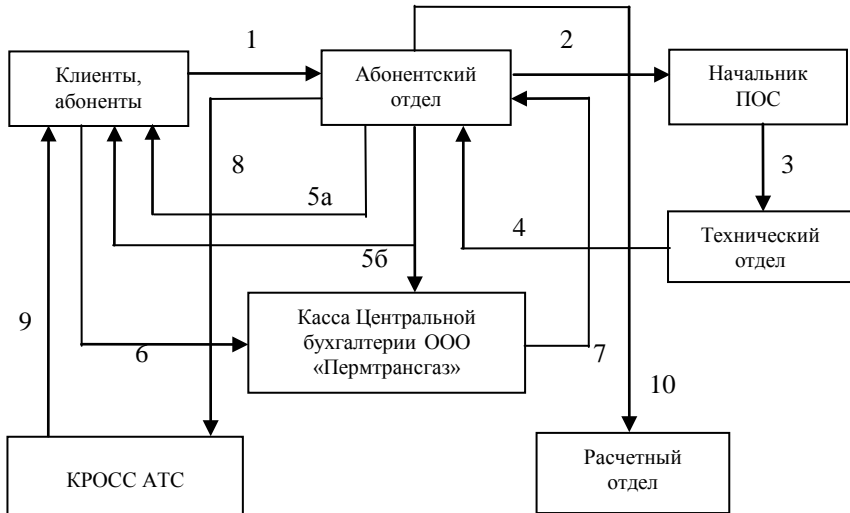 1
2
Клиенты,
абоненты
Абонентский
отдел
Начальник
ПОС
8
3
5а
4
Технический
отдел
5б
9
Касса Центральной
бухгалтерии ООО
«Пермтрансгаз»
6
7
10
КРОСС АТС
Расчетный
отдел